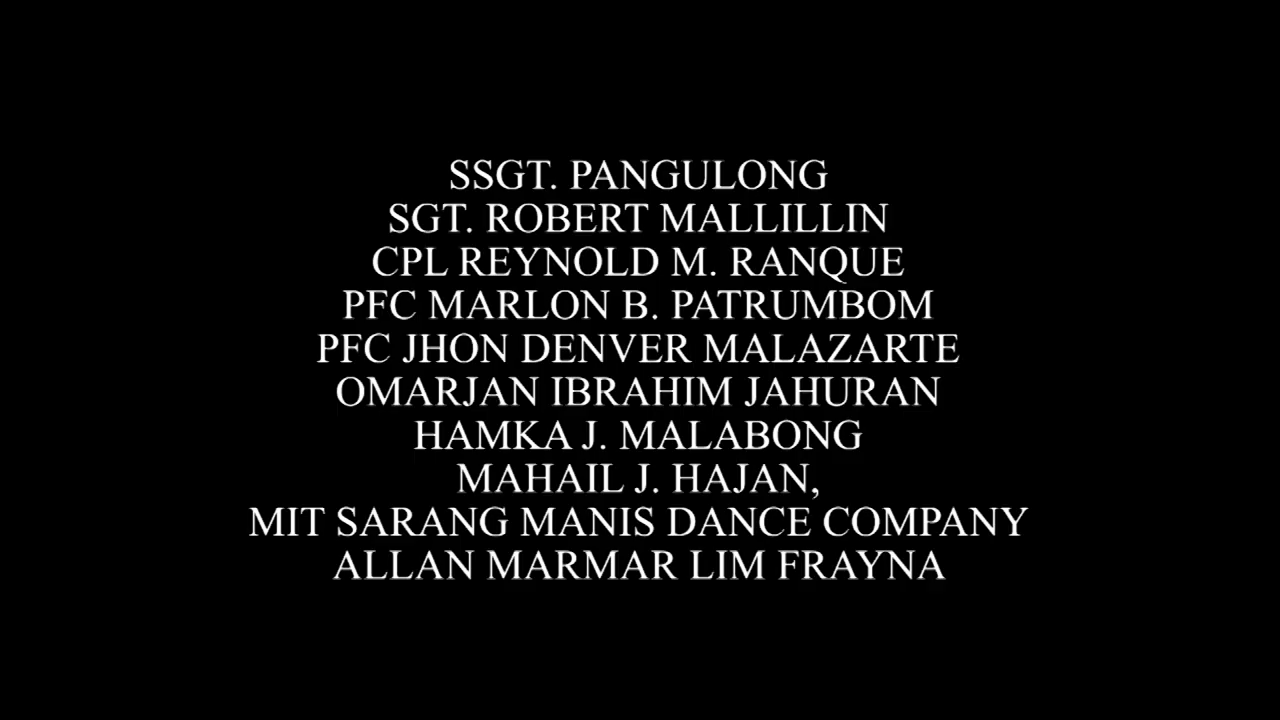 SSGT. PANGULONG
SGT. ROBERT MALLILLIN
CPL REYNOLD M. RANQUE
PFC MARLON B. PATRUMBOM
PFC JHON DENVER MALAZARTE
OMARJAN IBRAHIM JAHURAN
HAMKA J. MALABONG
MAHAIL J. HAJAN,
MIT SARANG MANIS DANCE COMPANY
ALLAN MARMAR LIM FRAYNA